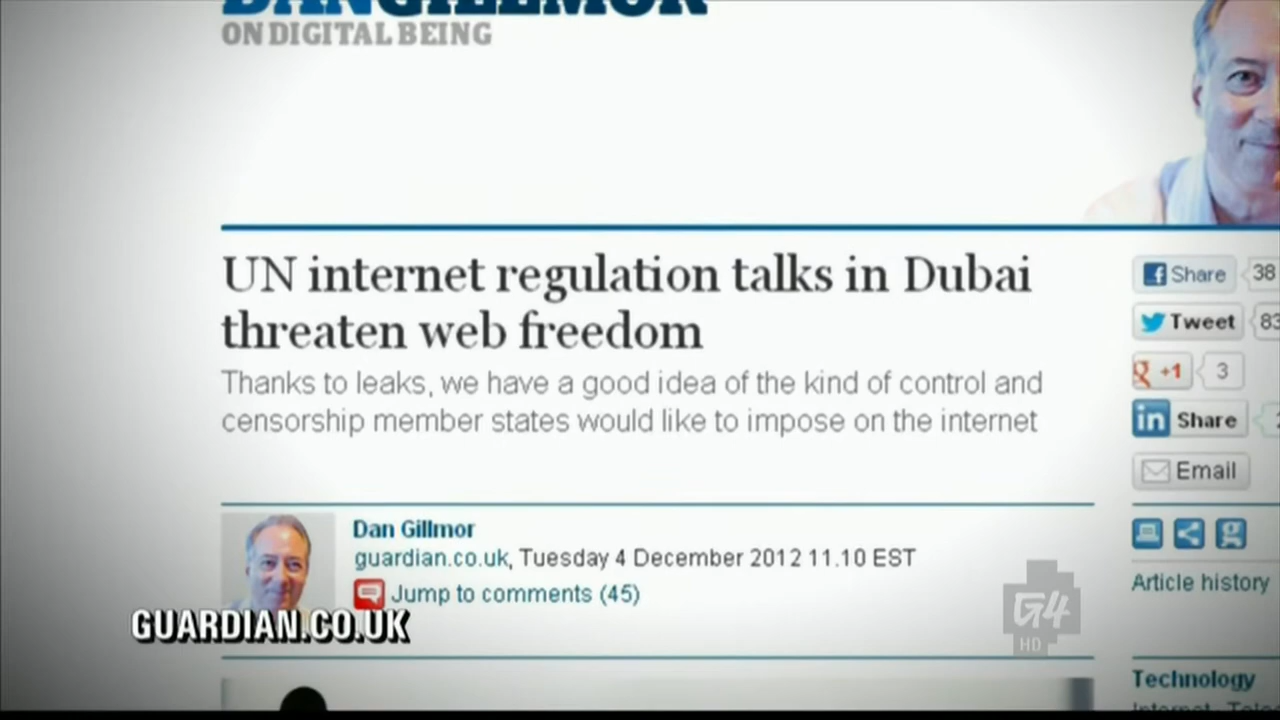 DANGILLMOR
ON DIGITAL BEING
UN internet regulation talks in Dubai
threaten web freedom
Thanks to leaks, we have a good idea of the kind of control and
censorship member states would like to impose on the internet
Dan Gillmor
guardian.co.uk, Tuesday 4 December 2012 11.10 EST
Jump to comments (45)
GUARDIAN.CO.UK
f Share 38
Tweet 83
g +1 3
in Share
Email
g
Article history
G4
HD
Technology
Internet